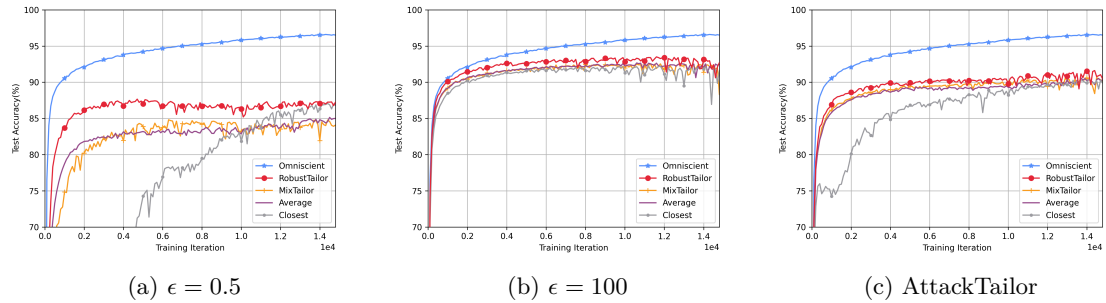 100
95
90
85
80
75
70
Test Accuracy(%)
0.0 0.2 0.4 0.6 0.8 1.0 1.2 1.4
1e4
Training Iteration
Omniscient
RobustTailor
MixTailor
Average
Closest
(a) ϵ = 0.5
100
95
90
85
80
75
70
Test Accuracy(%)
0.0 0.2 0.4 0.6 0.8 1.0 1.2 1.4
1e4
Training Iteration
Omniscient
RobustTailor
MixTailor
Average
Closest
(b) ϵ = 100
100
95
90
85
80
75
70
Test Accuracy(%)
0.0 0.2 0.4 0.6 0.8 1.0 1.2 1.4
1e4
Training Iteration
Omniscient
RobustTailor
MixTailor
Average
Closest
(c) AttackTailor